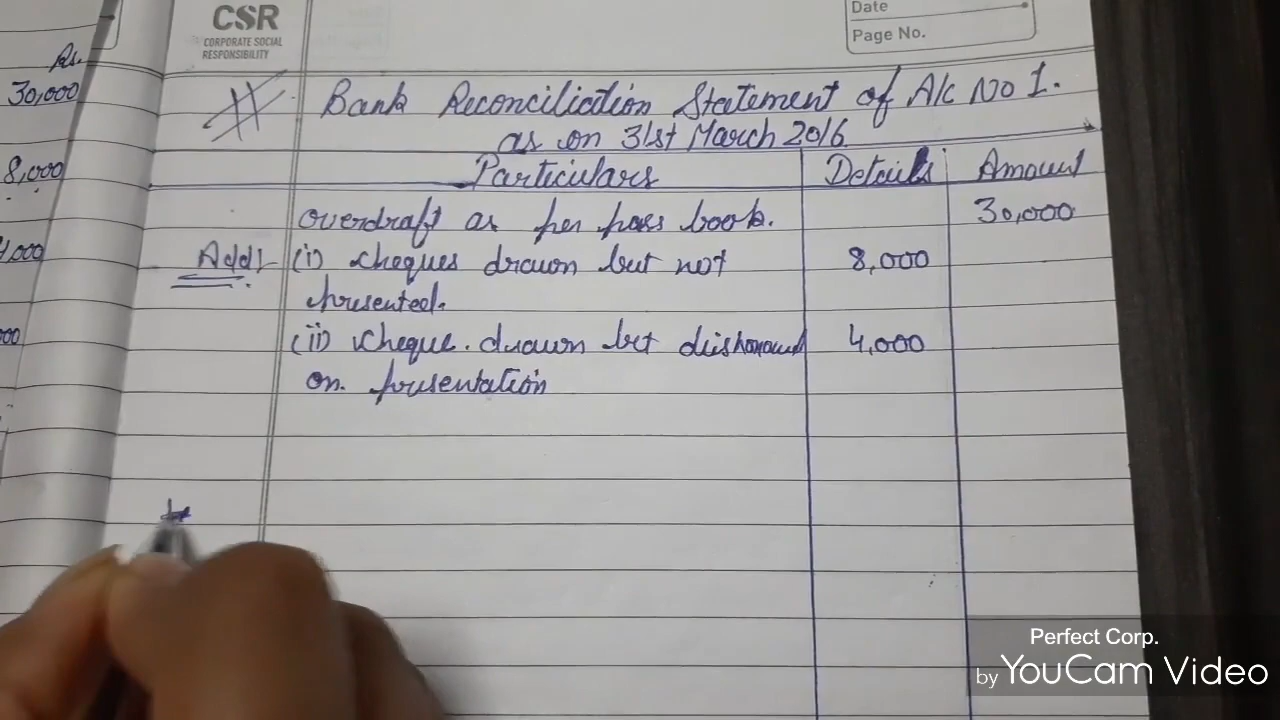 CSR
CORPORATE SOCIAL
RESPONSIBILITY
Date
Page No.
Rs.
30,000
8,000
Bank Reconciliation Statement of A/c No 1.
as on 31st March 2016
Particulars Details Amount
overdraft as per pass book. 30,000
Add: (i) cheques drawn but not 8,000
presented.
(ii) cheque drawn but dishonoured 4,000
on presentation
Perfect Corp.
by YouCam Video